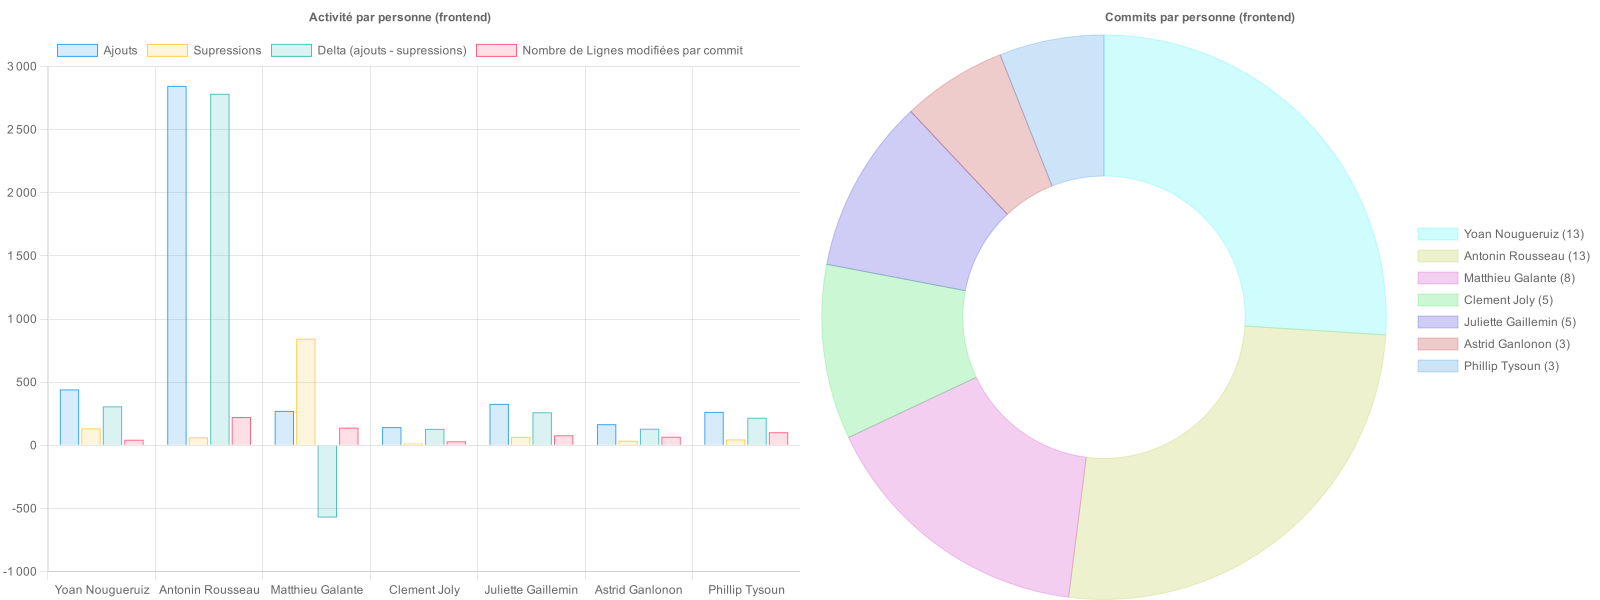 Activité par personne (frontend)
Ajouts
Supressions
Delta (ajouts - supressions)
Nombre de Lignes modifiées par commit
3 000
2 500
2 000
1 500
1 000
500
0
-500
-1 000
Yoan Nougueruiz
Antonin Rousseau
Matthieu Galante
Clement Joly
Juliette Gaillemin
Astrid Ganlonon
Phillip Tysoun
Commits par personne (frontend)
Yoan Nougueruiz (13)
Antonin Rousseau (13)
Matthieu Galante (8)
Clement Joly (5)
Juliette Gaillemin (5)
Astrid Ganlonon (3)
Phillip Tysoun (3)